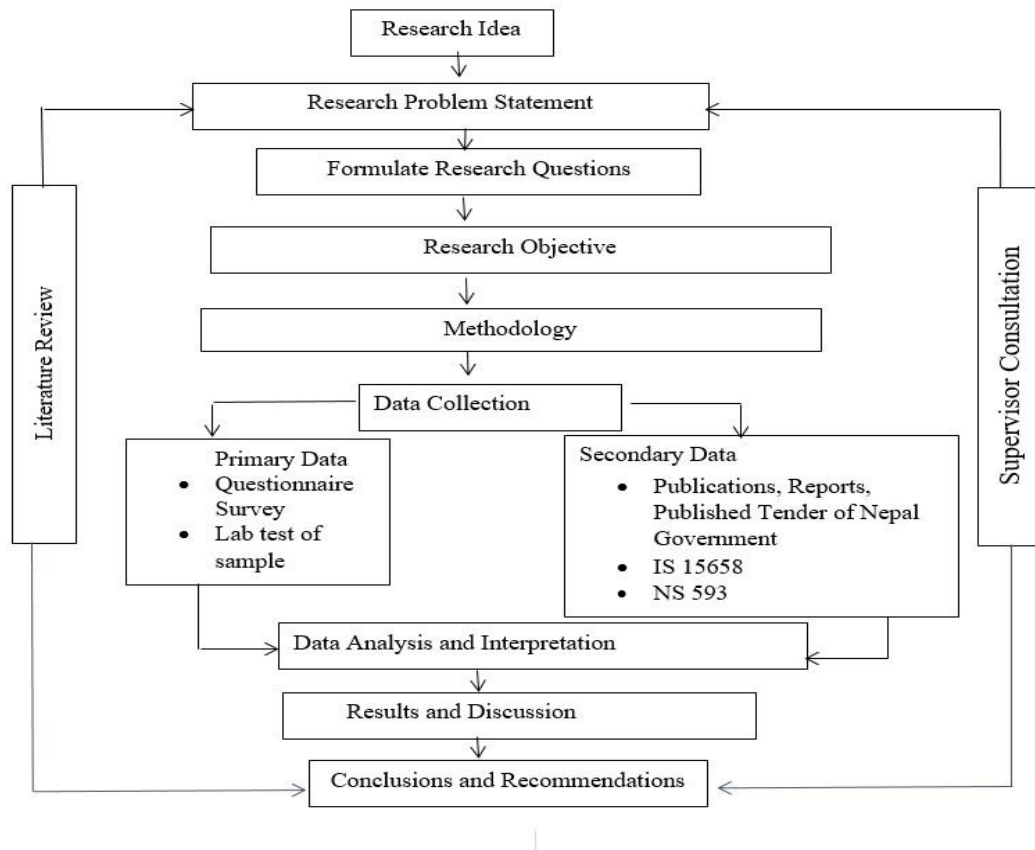 Research Idea
Research Problem Statement
Formulate Research Questions
Research Objective
Methodology
Literature Review
Supervisor Consultation
Data Collection
Primary Data
• Questionnaire
Survey
• Lab test of
sample
Secondary Data
• Publications, Reports,
Published Tender of Nepal
Government
• IS 15658
• NS 593
Data Analysis and Interpretation
Results and Discussion
Conclusions and Recommendations